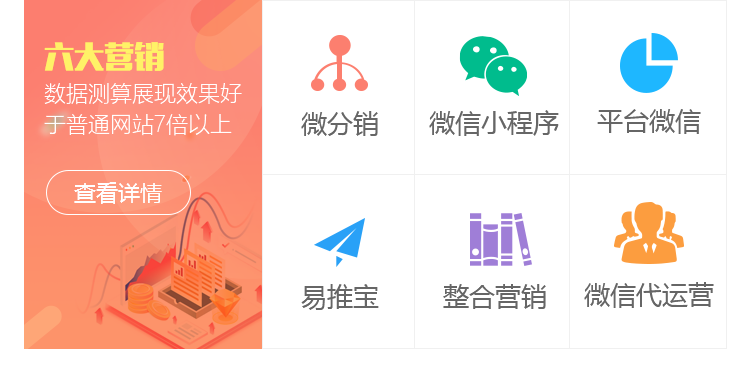 六大营销
数据测算展现效果好
于普通网站7倍以上
查看详情
微分销
微信小程序
平台微信
易推宝
整合营销
微信代运营